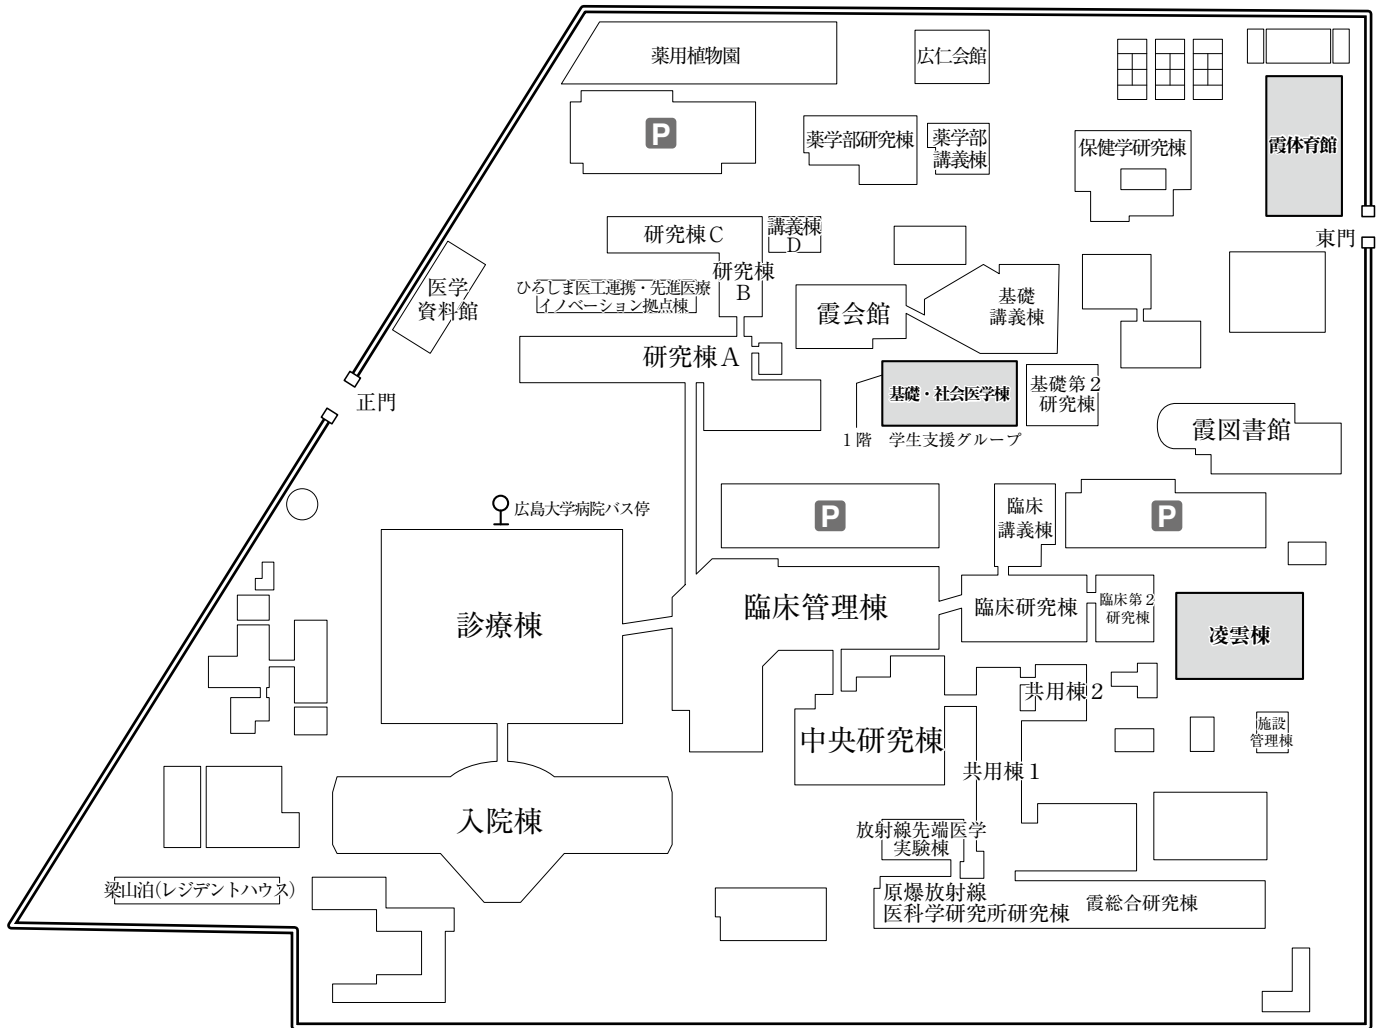 薬用植物園
広仁会館
P
薬学部研究棟
薬学部
講義棟
保健学研究棟
霞体育館
東門
研究棟C
講義棟
D
研究棟
B
医学
資料館
ひろしま医工連携・先進医療
イノベーション拠点棟
霞会館
基礎
講義棟
研究棟A
正門
基礎・社会医学棟
基礎第2
研究棟
1階 学生支援グループ
霞図書館
広島大学病院バス停
P
臨床
講義棟
P
診療棟
臨床管理棟
臨床研究棟
臨床第2
研究棟
凌雲棟
共用棟2
中央研究棟
施設
管理棟
共用棟1
入院棟
放射線先端医学
実験棟
梁山泊(レジデントハウス)
原爆放射線
医科学研究所研究棟
霞総合研究棟